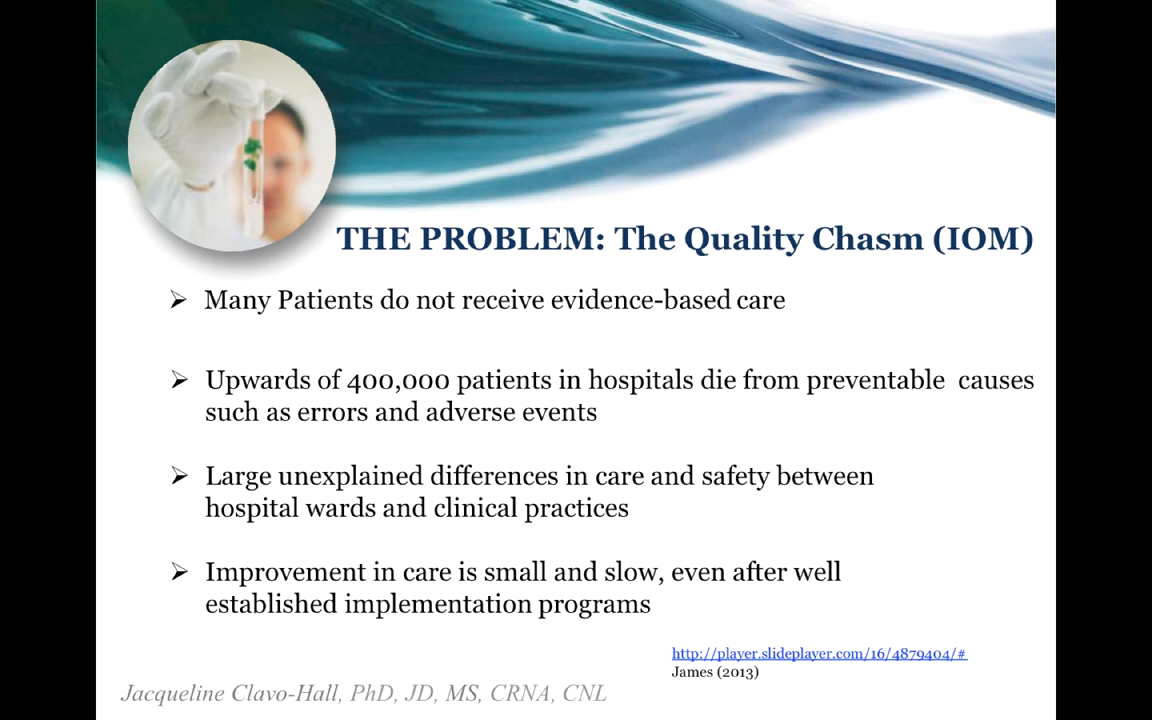 THE PROBLEM: The Quality Chasm (IOM)
➢ Many Patients do not receive evidence-based care
➢ Upwards of 400,000 patients in hospitals die from preventable causes
such as errors and adverse events
➢ Large unexplained differences in care and safety between
hospital wards and clinical practices
➢ Improvement in care is small and slow, even after well
established implementation programs
http://player.slideplayer.com/16/4879404/#
James (2013)
Jacqueline Clavo-Hall, PhD, JD, MS, CRNA, CNL